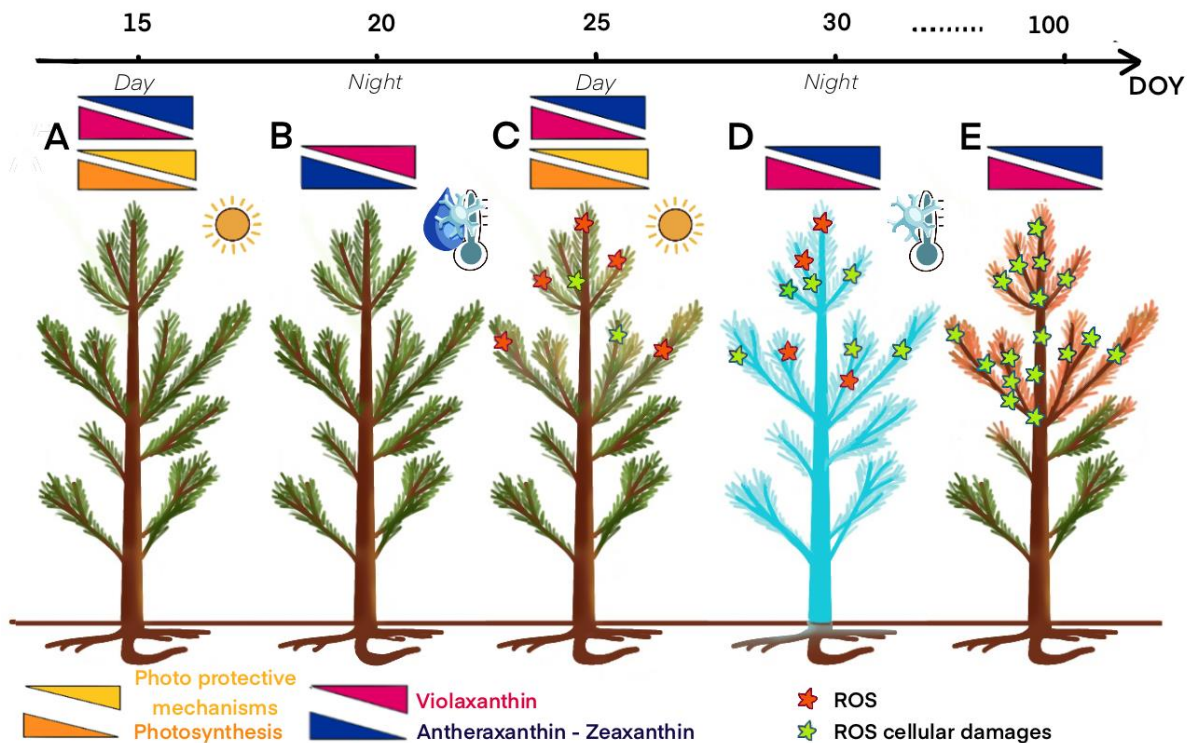 15 20 25 30 ......... 100
Day Night Day Night DOY
A B C D E
Photo protective
mechanisms
Photosynthesis
Violaxanthin
Antheraxanthin - Zeaxanthin
ROS
ROS cellular damages